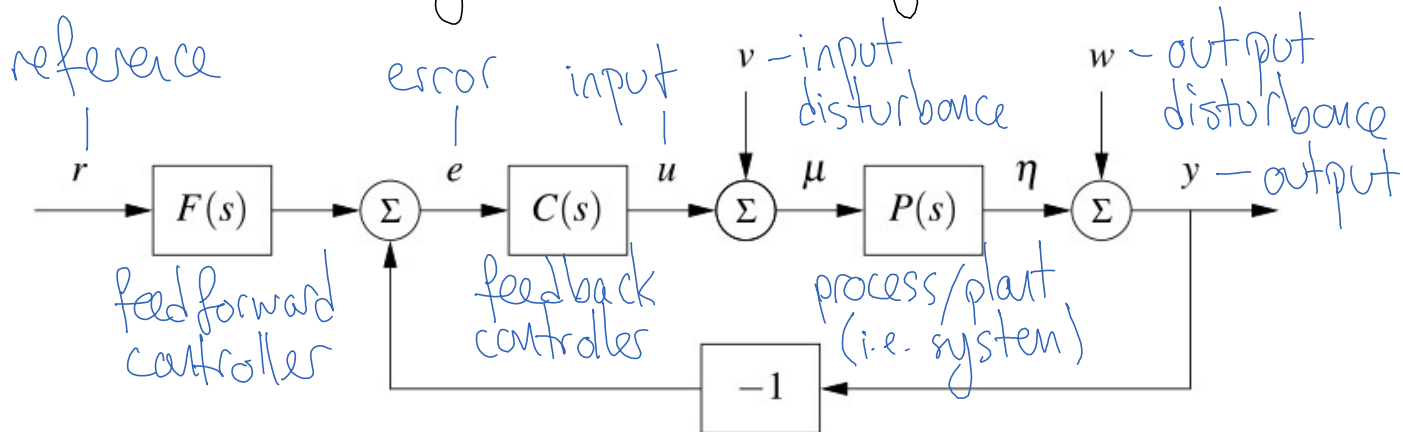 reference
error
input
v – input
disturbance
w – output
disturbance
r
e
u
μ
η
y – output
F(s)
Σ
C(s)
Σ
P(s)
Σ
feedforward
controller
feedback
controller
process/plant
(i.e. system)
−1